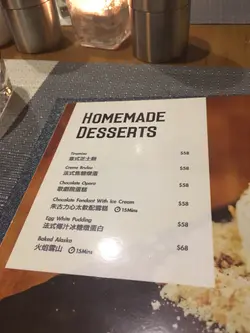 HOMEMADE
DESSERTS
Tiramisu $58
意式芝士餅
Creme Brulee $58
法式焦糖燉蛋
Chocolate Opera $58
歌劇院蛋糕
Chocolate Fondant With Ice Cream $58
朱古力心太軟配雪糕 15Mins
Egg White Pudding $58
法式椰汁冰糖燉蛋白
Baked Alaska $68
火焰雪山 15Mins